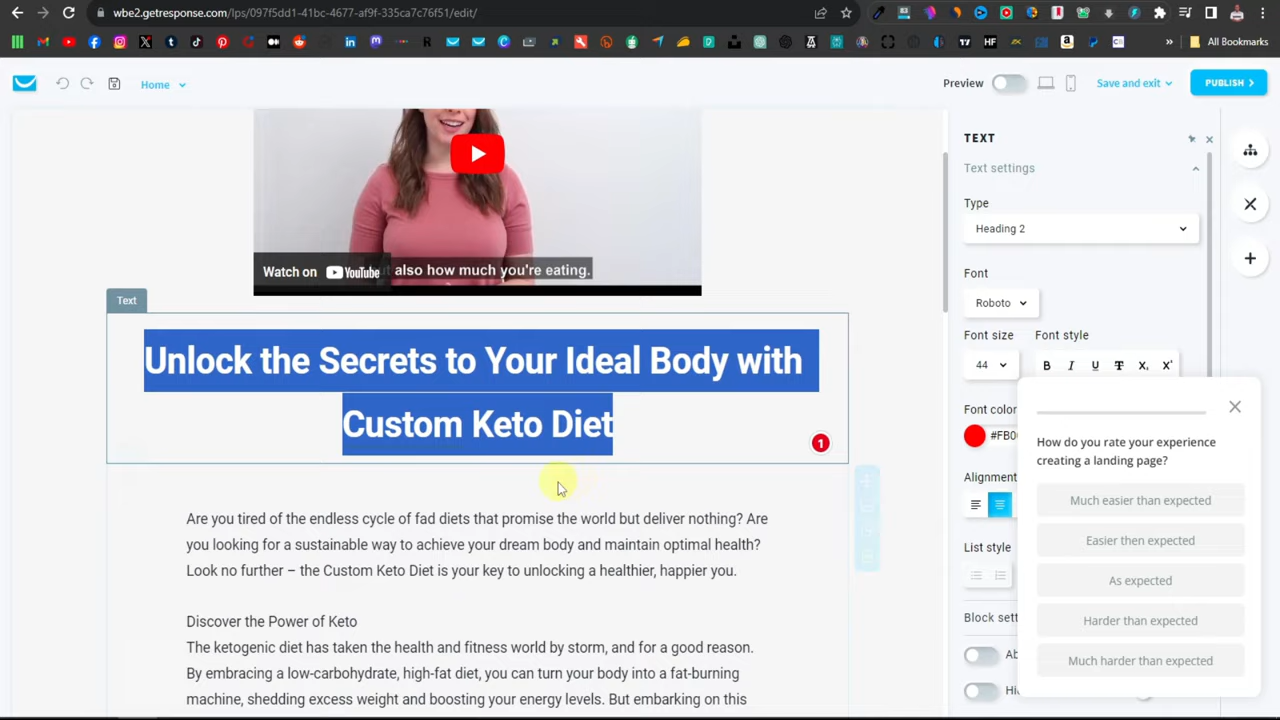 wbe2.getresponse.com/lps/097f5dd1-41bc-4677-af9f-335ca7c76f51/edit/
All Bookmarks
Home
Preview
Save and exit
PUBLISH
Watch on YouTube
also how much you're eating.
Text
Unlock the Secrets to Your Ideal Body with
Custom Keto Diet
1
Are you tired of the endless cycle of fad diets that promise the world but deliver nothing? Are
you looking for a sustainable way to achieve your dream body and maintain optimal health?
Look no further – the Custom Keto Diet is your key to unlocking a healthier, happier you.
Discover the Power of Keto
The ketogenic diet has taken the health and fitness world by storm, and for a good reason.
By embracing a low-carbohydrate, high-fat diet, you can turn your body into a fat-burning
machine, shedding excess weight and boosting your energy levels. But embarking on this
TEXT
Text settings
Type
Heading 2
Font
Roboto
Font size Font style
44 B I U T X, X'
Font color
Alignment
List style
Block sett
How do you rate your experience
creating a landing page?
Much easier than expected
Easier then expected
As expected
Harder than expected
Much harder than expected